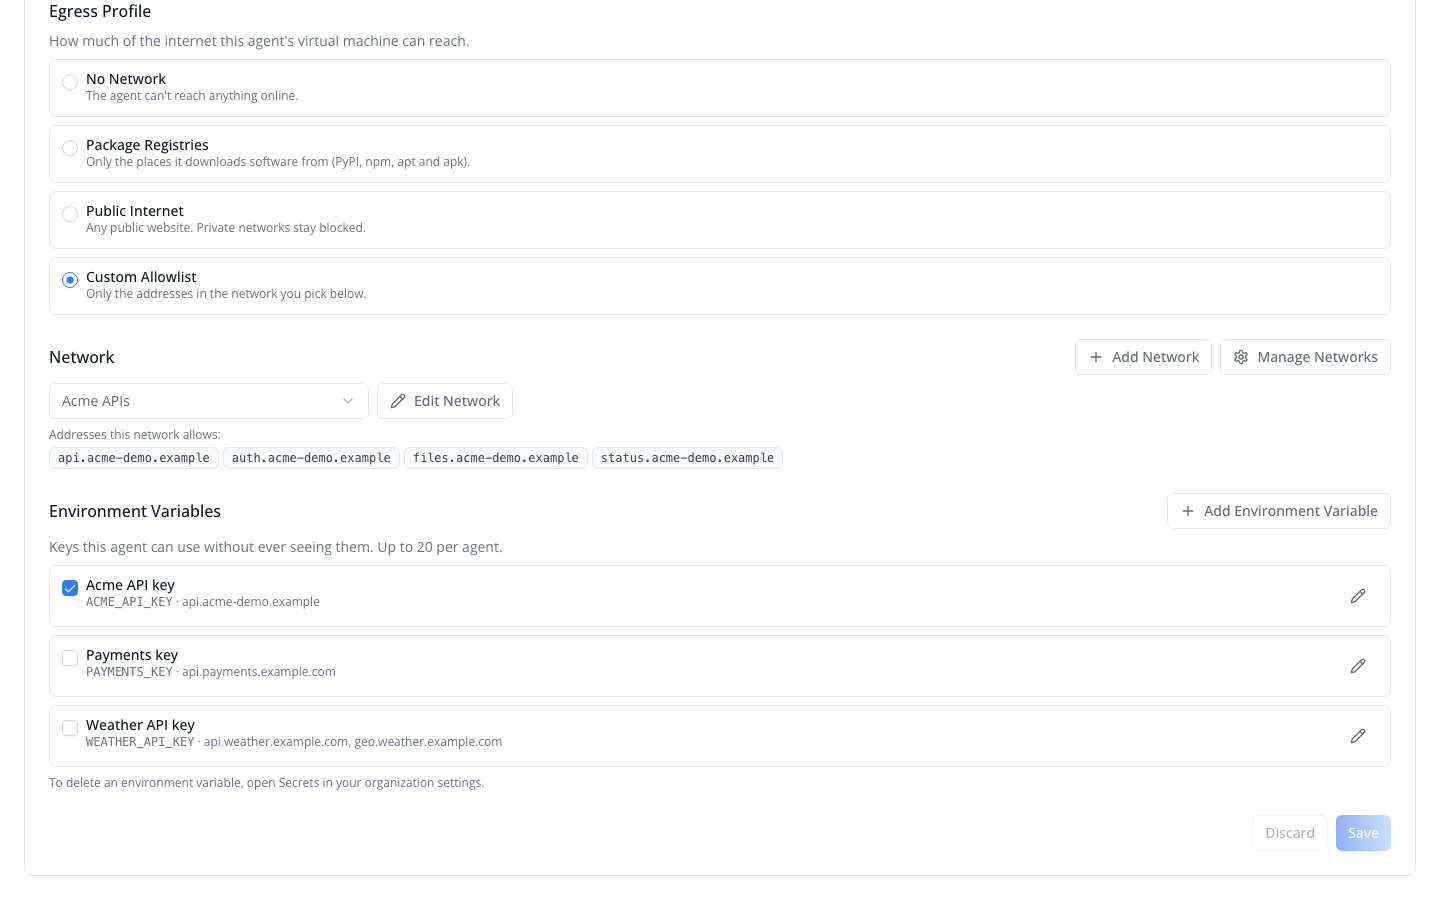 Egress Profile
How much of the internet this agent's virtual machine can reach.
No Network
The agent can't reach anything online.
Package Registries
Only the places it downloads software from (PyPI, npm, apt and apk).
Public Internet
Any public website. Private networks stay blocked.
Custom Allowlist
Only the addresses in the network you pick below.
Network
Add Network
Manage Networks
Acme APIs
Edit Network
Addresses this network allows:
api.acme-demo.example
auth.acme-demo.example
files.acme-demo.example
status.acme-demo.example
Environment Variables
Add Environment Variable
Keys this agent can use without ever seeing them. Up to 20 per agent.
Acme API key
ACME_API_KEY · api.acme-demo.example
Payments key
PAYMENTS_KEY · api.payments.example.com
Weather API key
WEATHER_API_KEY · api.weather.example.com, geo.weather.example.com
To delete an environment variable, open Secrets in your organization settings.
Discard
Save